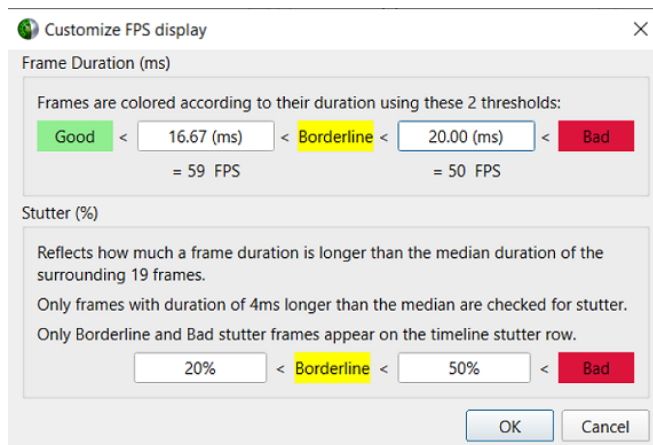 Customize FPS display
Frame Duration (ms)
Frames are colored according to their duration using these 2 thresholds:
Good < 16.67 (ms) < Borderline < 20.00 (ms) < Bad
= 59 FPS = 50 FPS
Stutter (%)
Reflects how much a frame duration is longer than the median duration of the
surrounding 19 frames.
Only frames with duration of 4ms longer than the median are checked for stutter.
Only Borderline and Bad stutter frames appear on the timeline stutter row.
20% < Borderline < 50% < Bad
OK Cancel